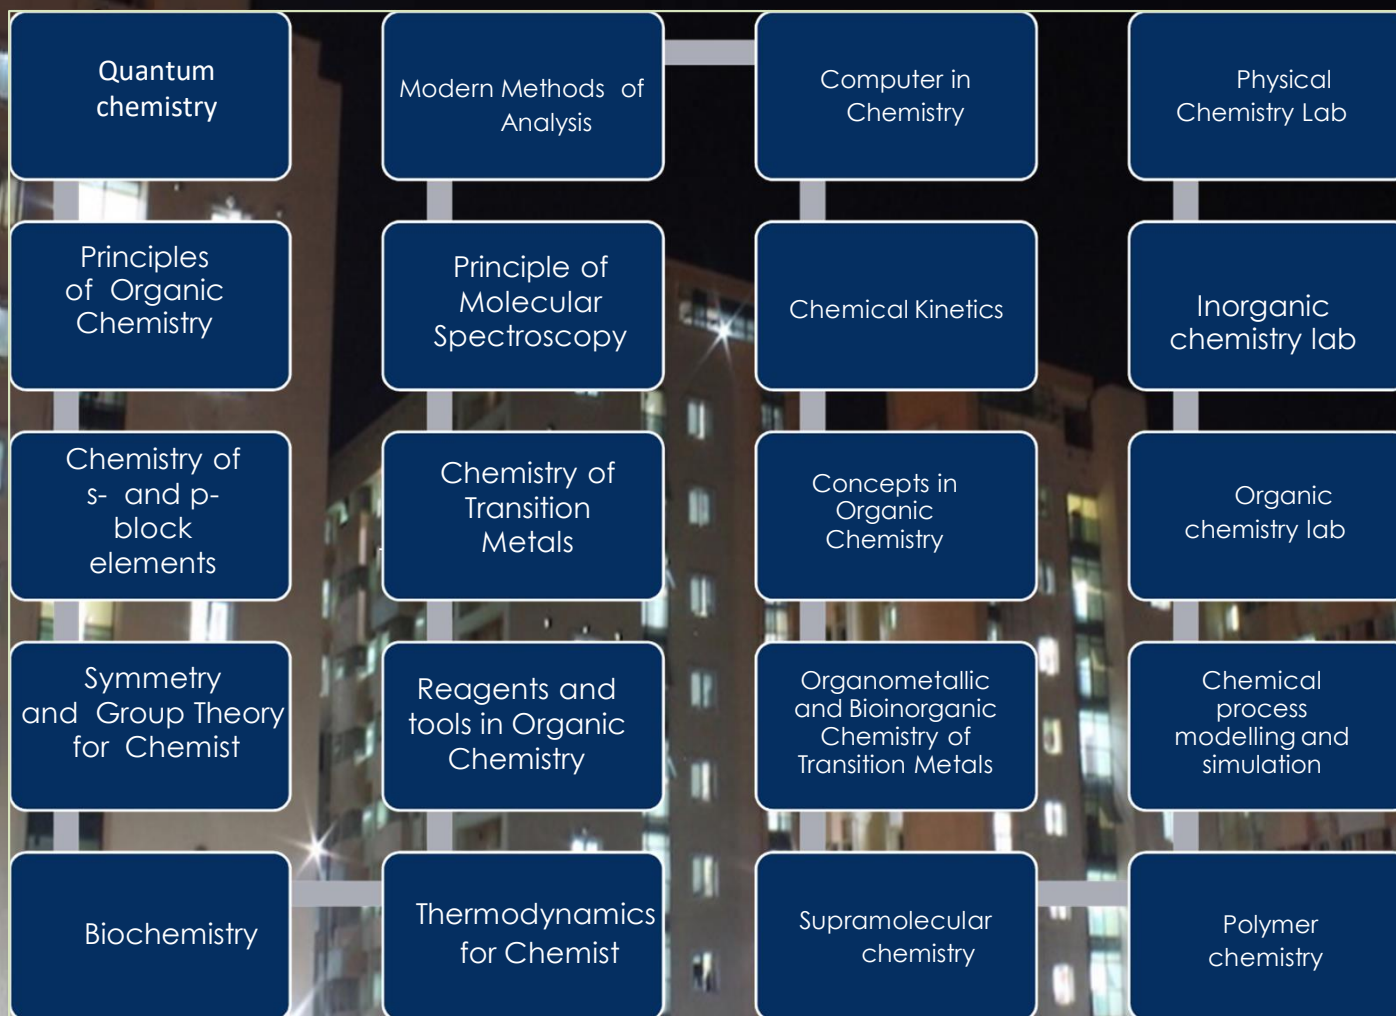 Quantum
chemistry
Modern Methods of
Analysis
Computer in
Chemistry
Physical
Chemistry Lab
Principles
of Organic
Chemistry
Principle of
Molecular
Spectroscopy
Chemical Kinetics
Inorganic
chemistry lab
Chemistry of
s- and p-
block
elements
Chemistry of
Transition
Metals
Concepts in
Organic
Chemistry
Organic
chemistry lab
Symmetry
and Group Theory
for Chemist
Reagents and
tools in Organic
Chemistry
Organometallic
and Bioinorganic
Chemistry of
Transition Metals
Chemical
process
modelling and
simulation
Biochemistry
Thermodynamics
for Chemist
Supramolecular
chemistry
Polymer
chemistry